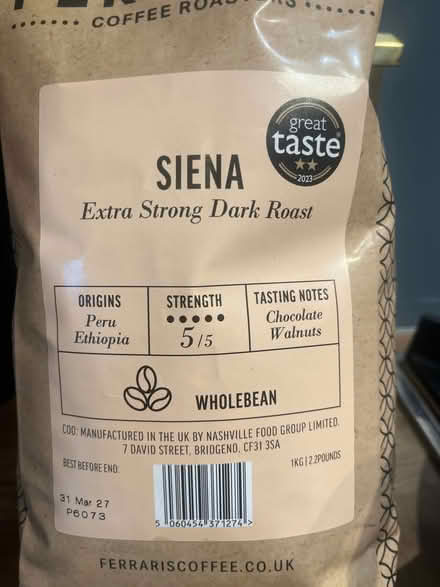 COFFEE ROASTERS
great
taste
2023
SIENA
Extra Strong Dark Roast
ORIGINS
Peru
Ethiopia
STRENGTH
5/5
TASTING NOTES
Chocolate
Walnuts
WHOLEBEAN
COO: MANUFACTURED IN THE UK BY NASHVILLE FOOD GROUP LIMITED.
7 DAVID STREET, BRIDGEND, CF31 3SA
BEST BEFORE END:
1KG | 2.2POUNDS
31 Mar 27
P6073
5 060454 371274 >
FERRARISCOFFEE.CO.UK